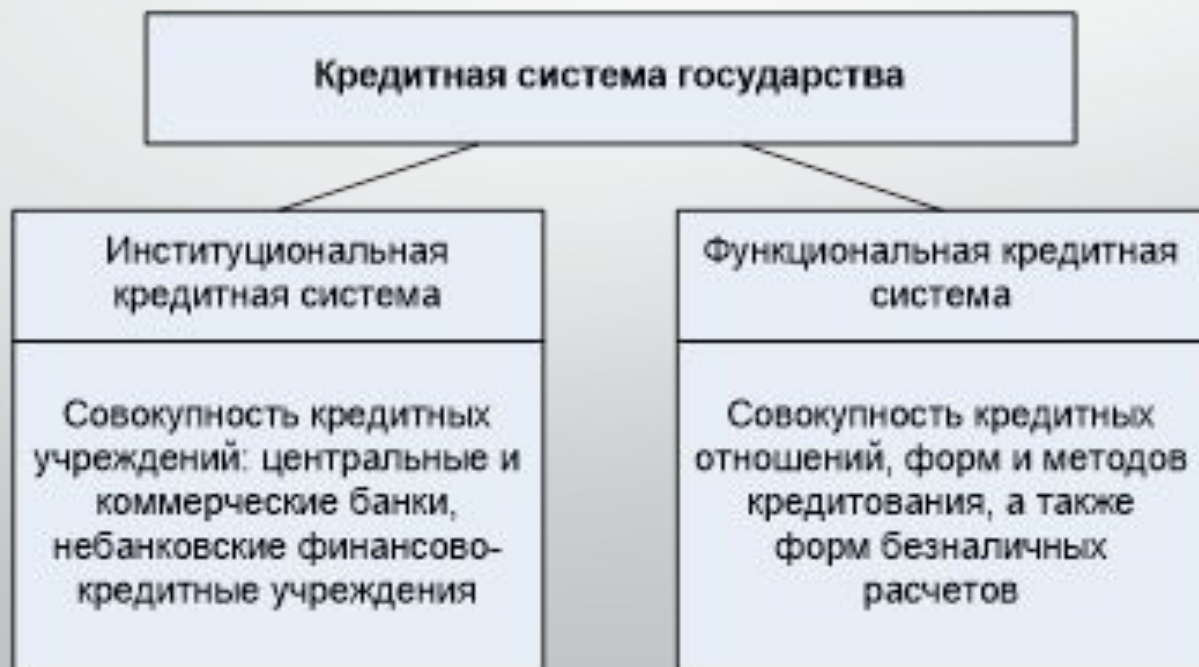 Кредитная система государства
Институциональная
кредитная система
Совокупность кредитных
учреждений: центральные и
коммерческие банки,
небанковские финансово-
кредитные учреждения
Функциональная кредитная
система
Совокупность кредитных
отношений, форм и методов
кредитования, а также
форм безналичных
расчетов